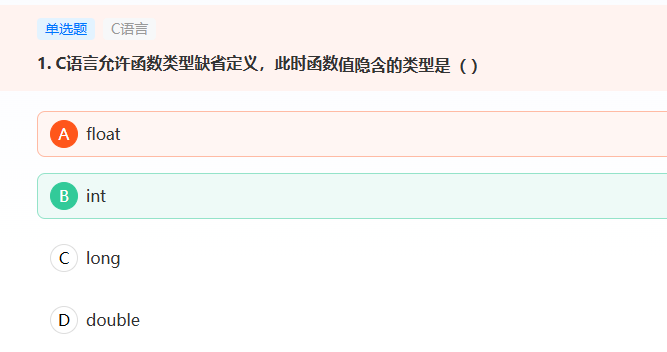 单选题 C语言
1. C语言允许函数类型缺省定义，此时函数值隐含的类型是（ ）
A float
B int
C long
D double